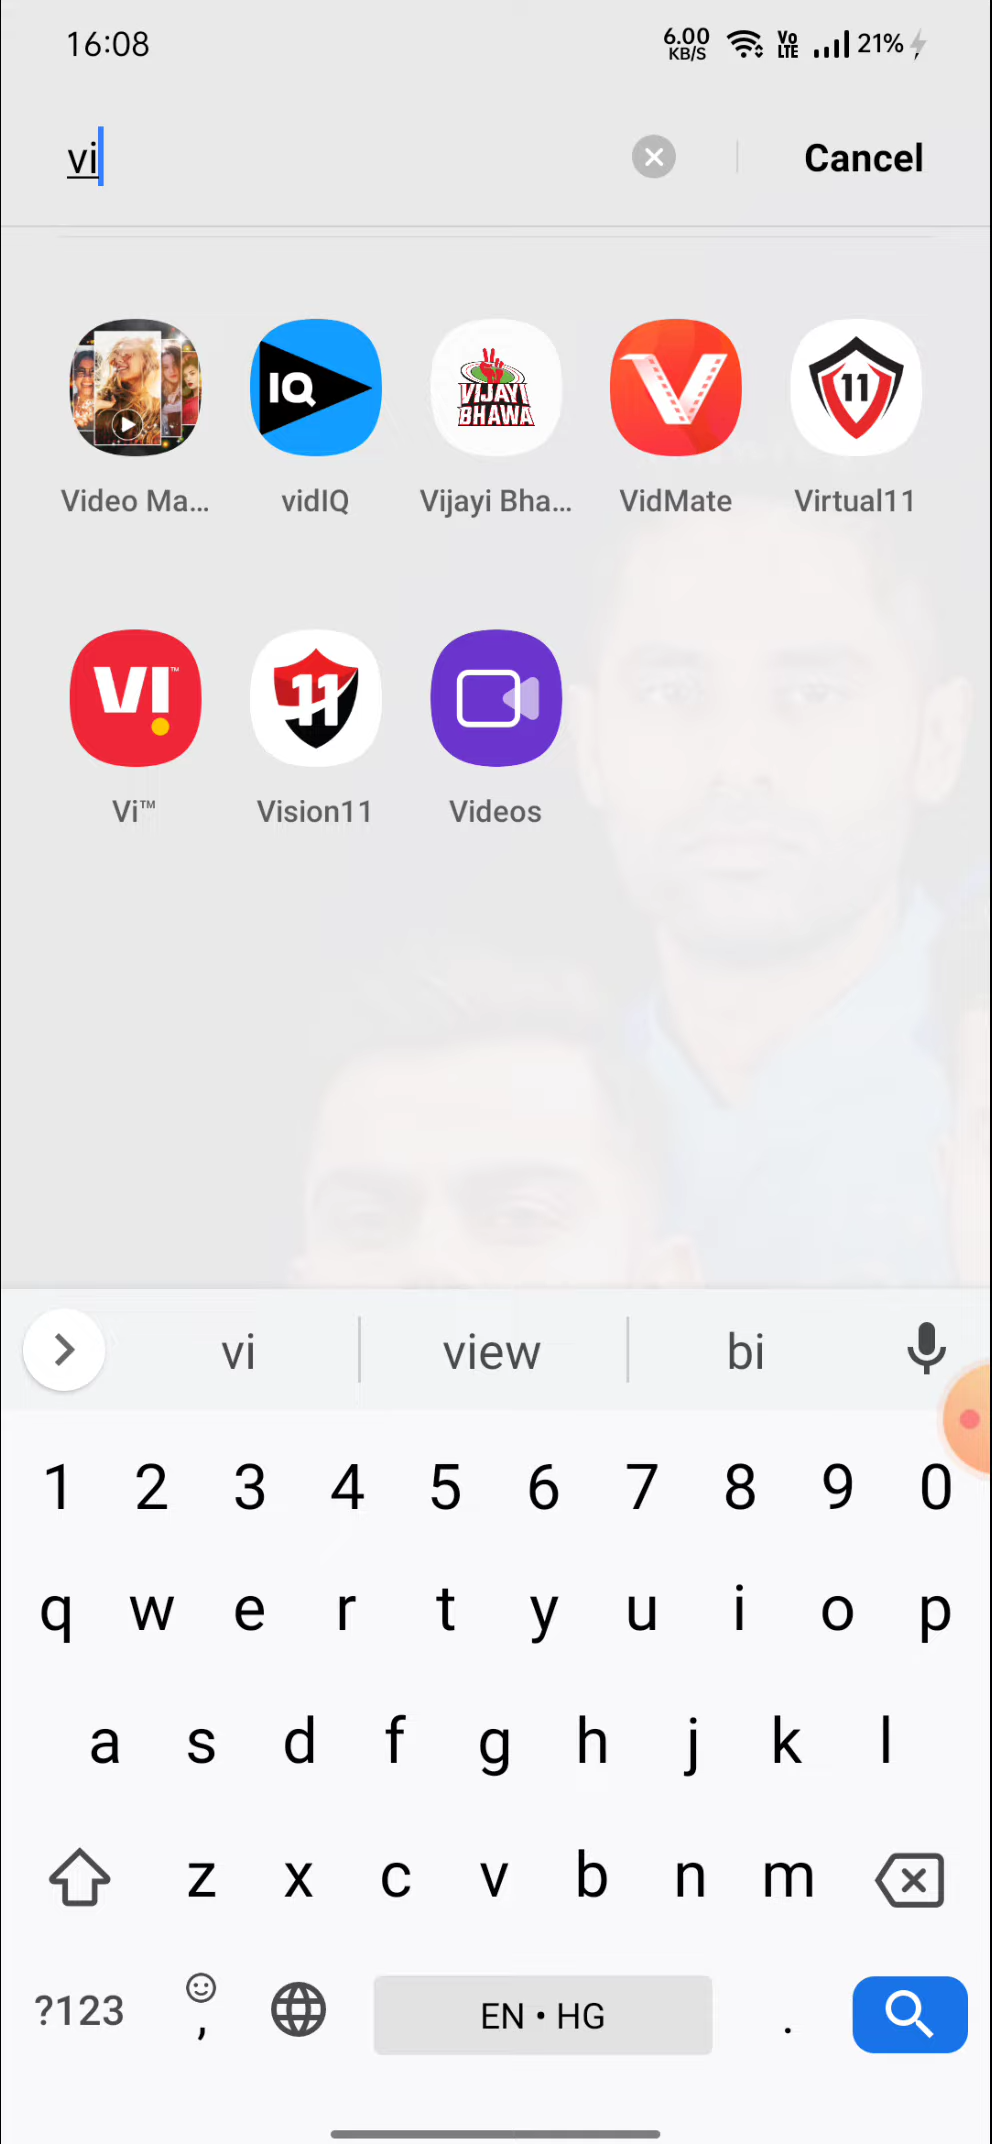 16:08
6.00 KB/S Vo LTE 21%
vi
Cancel
IQ
VIJAYI BHAWA
11
Video Ma...
vidIQ
Vijayi Bha...
VidMate
Virtual11
VI™
11
Vi™
Vision11
Videos
vi
view
bi
1 2 3 4 5 6 7 8 9 0
q w e r t y u i o p
a s d f g h j k l
z x c v b n m
?123 , EN • HG .